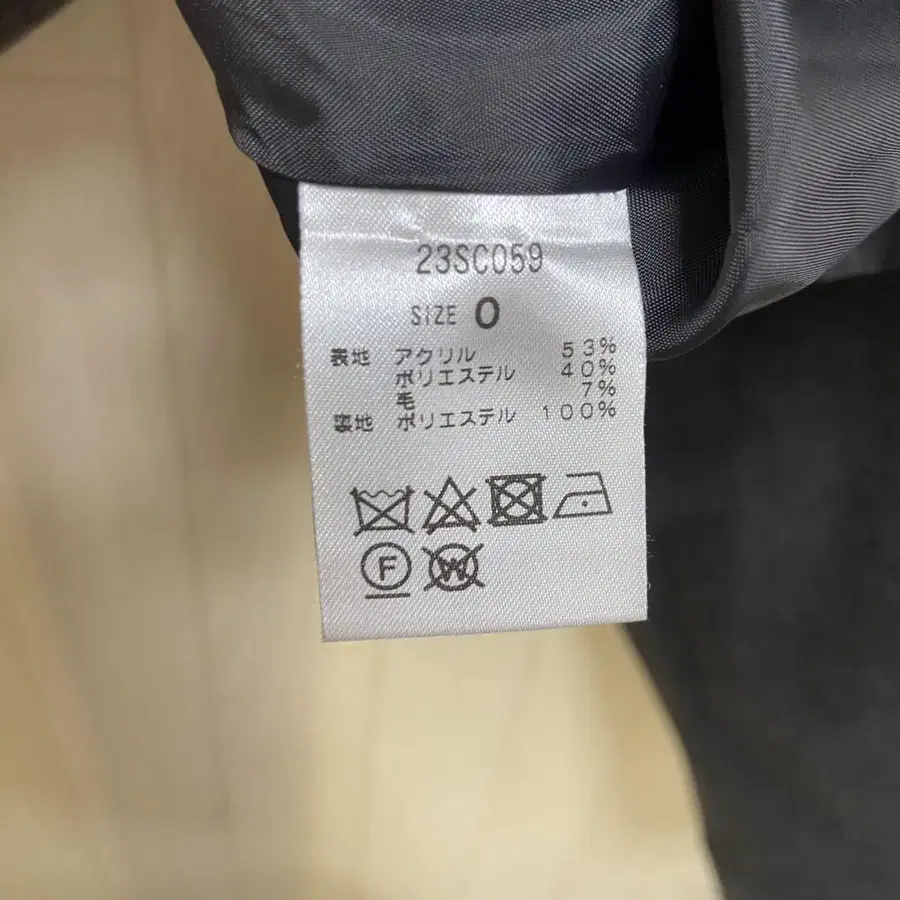 23SC059
SIZE 0
表地 アクリル 53%
ポリエステル 40%
毛 7%
裏地 ポリエステル 100%
F W